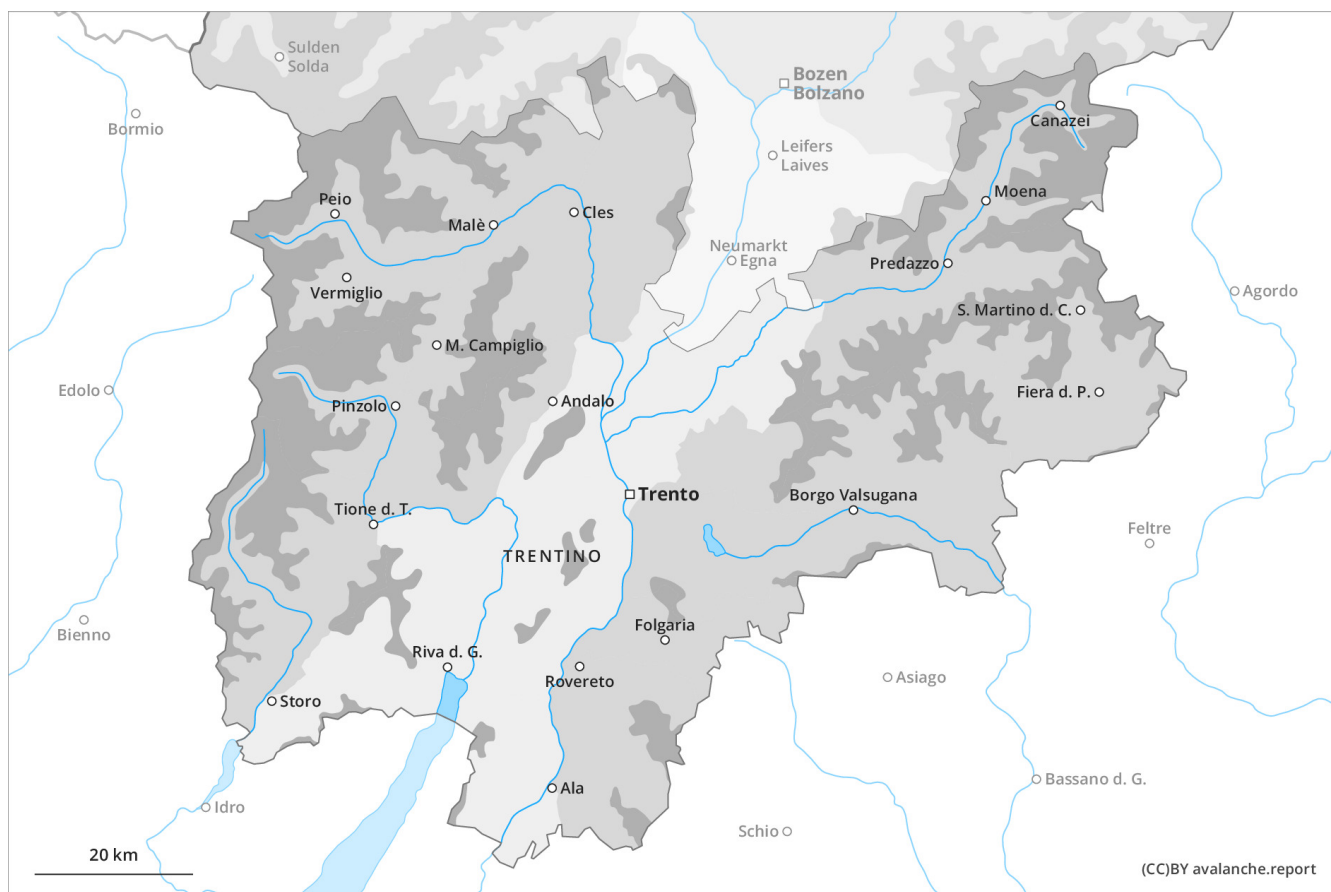 Sulden
Solda
Bozen
Bolzano
Bormio
Canazei
Leifers
Laives
Peio
Moena
Malè
Cles
Neumarkt
Egna
Predazzo
Vermiglio
Agordo
S. Martino d. C.
M. Campiglio
Edolo
Fiera d. P.
Pinzolo
Andalo
Trento
Borgo Valsugana
Tione d. T.
Feltre
TRENTINO
Bienno
Folgaria
Riva d. G.
Rovereto
Asiago
Storo
Bassano d. G.
Ala
Idro
Schio
20 km
(CC)BY avalanche.report